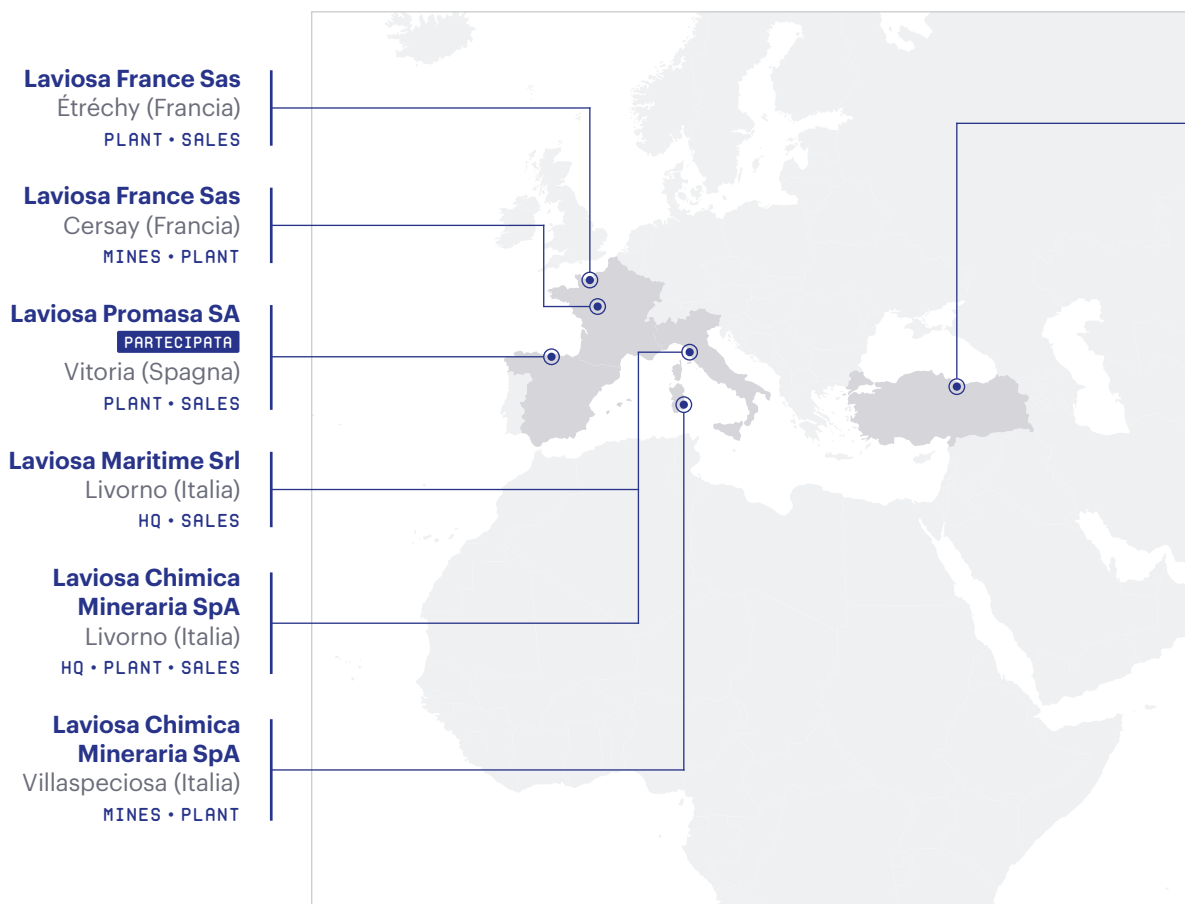 Laviosa France Sas
Étréchy (Francia)
PLANT • SALES
Laviosa France Sas
Cersay (Francia)
MINES • PLANT
Laviosa Promasa SA
PARTECIPATA
Vitoria (Spagna)
PLANT • SALES
Laviosa Maritime Srl
Livorno (Italia)
HQ • SALES
Laviosa Chimica
Mineraria SpA
Livorno (Italia)
HQ • PLANT • SALES
Laviosa Chimica
Mineraria SpA
Villaspeciosa (Italia)
MINES • PLANT